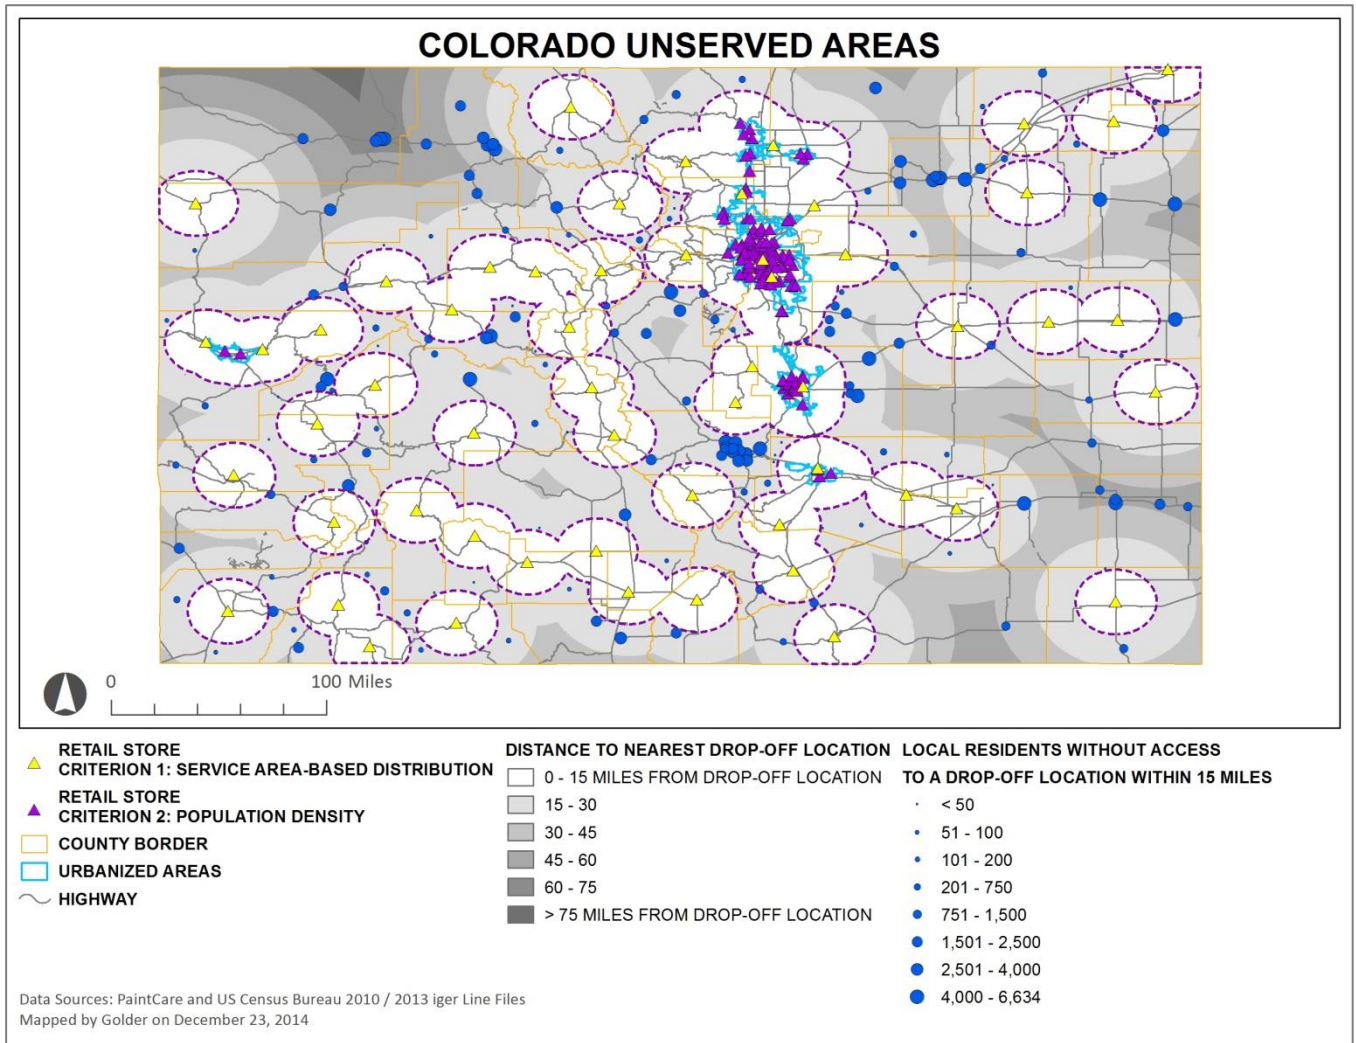 COLORADO UNSERVED AREAS
0
100 Miles
RETAIL STORE
CRITERION 1: SERVICE AREA-BASED DISTRIBUTION
RETAIL STORE
CRITERION 2: POPULATION DENSITY
COUNTY BORDER
URBANIZED AREAS
HIGHWAY
DISTANCE TO NEAREST DROP-OFF LOCATION
0 - 15 MILES FROM DROP-OFF LOCATION
15 - 30
30 - 45
45 - 60
60 - 75
> 75 MILES FROM DROP-OFF LOCATION
LOCAL RESIDENTS WITHOUT ACCESS
TO A DROP-OFF LOCATION WITHIN 15 MILES
< 50
51 - 100
101 - 200
201 - 750
751 - 1,500
1,501 - 2,500
2,501 - 4,000
4,000 - 6,634
Data Sources: PaintCare and US Census Bureau 2010 / 2013 iger Line Files
Mapped by Golder on December 23, 2014